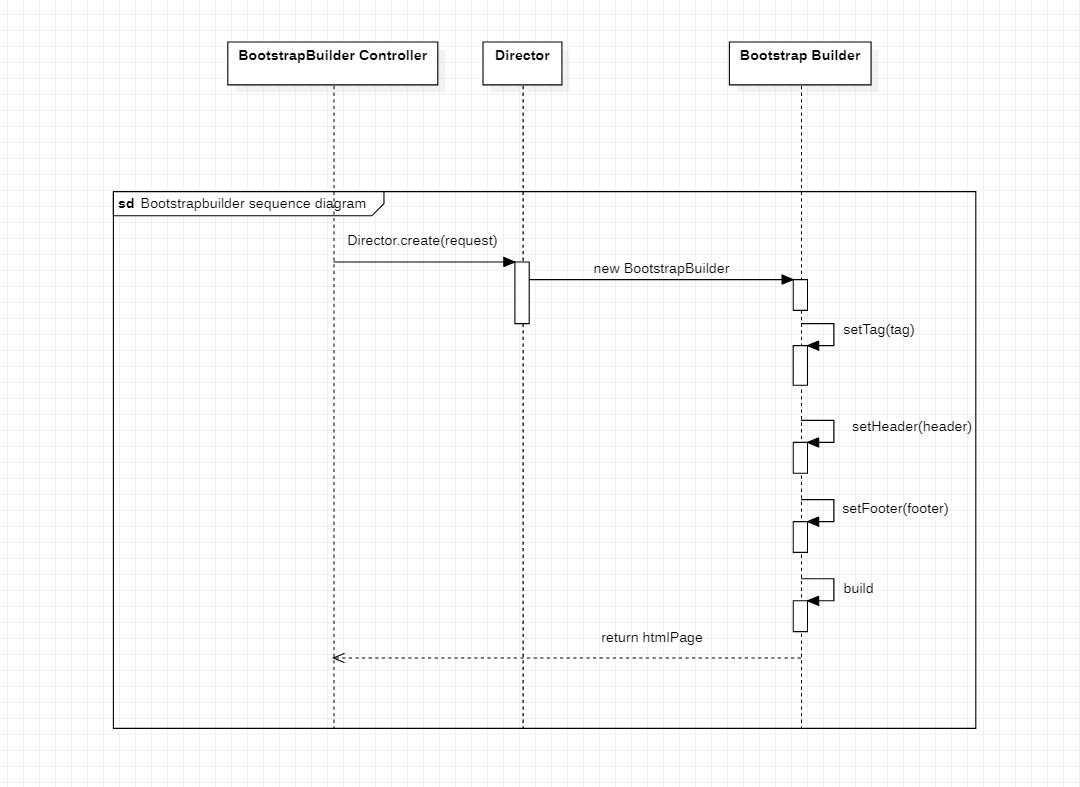 BootstrapBuilder Controller
Director
Bootstrap Builder
sd Bootstrapbuilder sequence diagram
Director.create(request)
new BootstrapBuilder
setTag(tag)
setHeader(header)
setFooter(footer)
build
return htmlPage